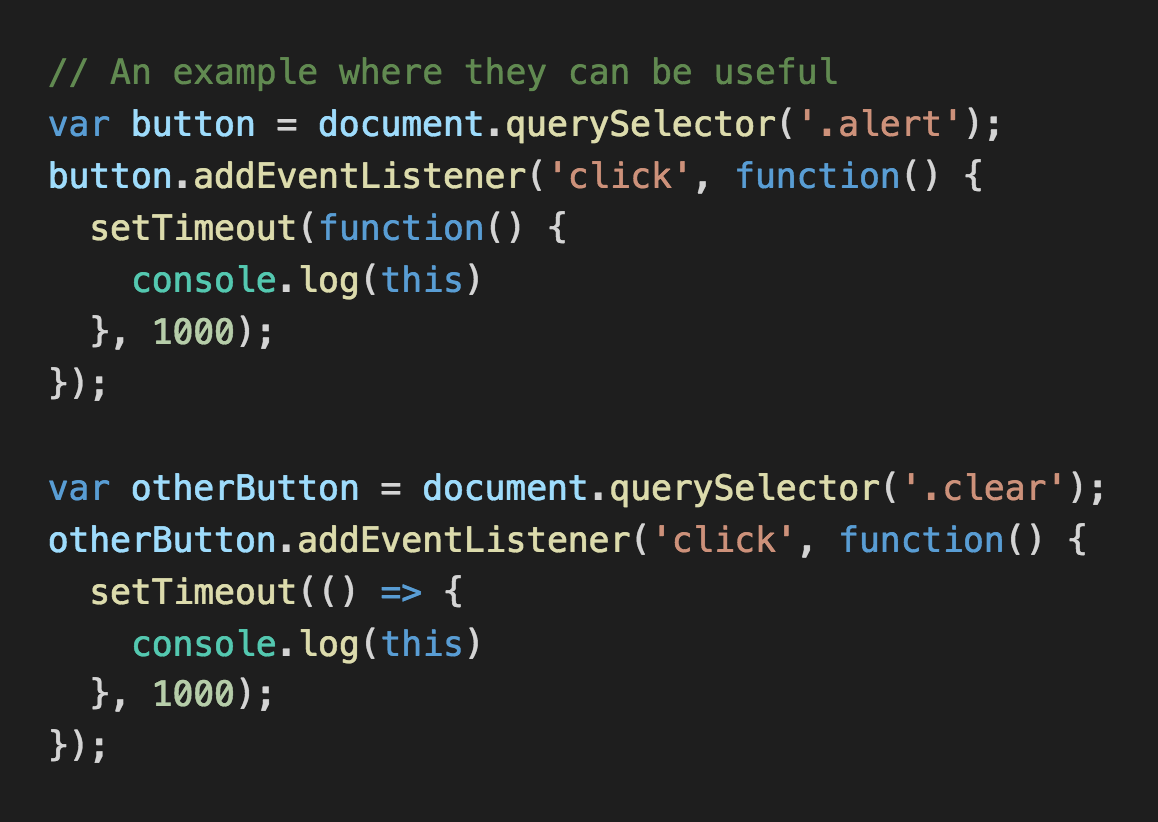 // An example where they can be useful
var button = document.querySelector('.alert');
button.addEventListener('click', function() {
  setTimeout(function() {
    console.log(this)
  }, 1000);
});

var otherButton = document.querySelector('.clear');
otherButton.addEventListener('click', function() {
  setTimeout(() => {
    console.log(this)
  }, 1000);
});